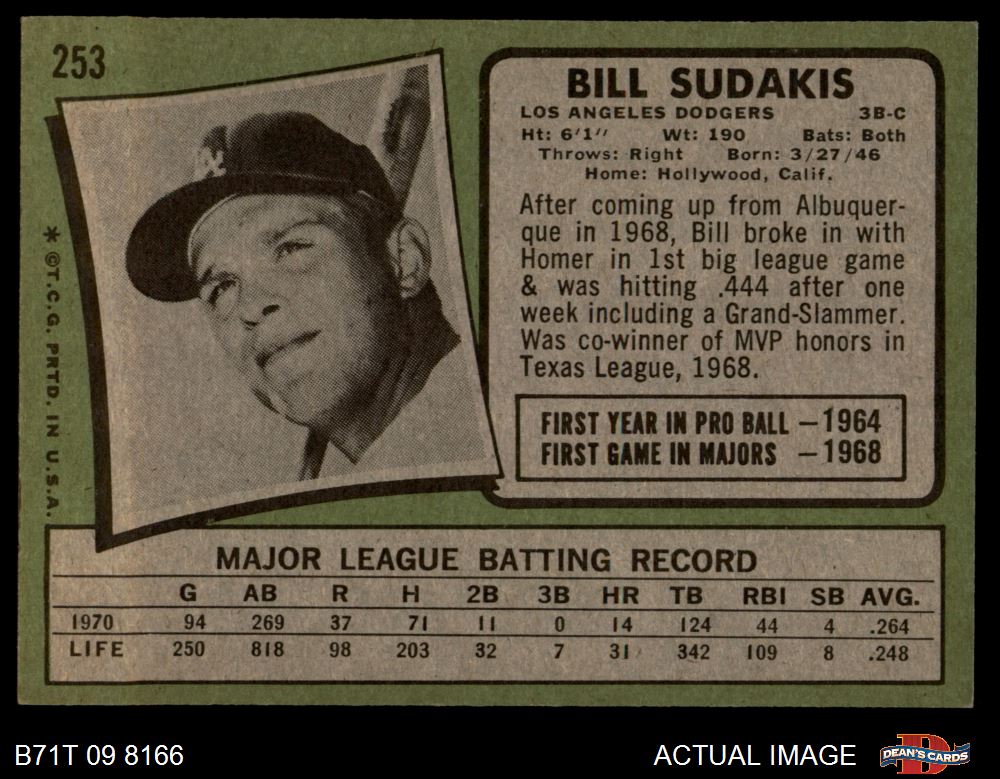 253
BILL SUDAKIS
LOS ANGELES DODGERS 3B-C
Ht: 6'1" Wt: 190 Bats: Both
Throws: Right Born: 3/27/46
Home: Hollywood, Calif.
After coming up from Albuquer-
que in 1968, Bill broke in with
Homer in 1st big league game
& was hitting .444 after one
week including a Grand-Slammer.
Was co-winner of MVP honors in
Texas League, 1968.
FIRST YEAR IN PRO BALL — 1964
FIRST GAME IN MAJORS — 1968
* ©T.C.G. PRTD. IN U.S.A.
MAJOR LEAGUE BATTING RECORD
G AB R H 2B 3B HR TB RBI SB AVG.
1970 94 269 37 71 11 0 14 124 44 4 .264
LIFE 250 818 98 203 32 7 31 342 109 8 .248
B71T 09 8166
ACTUAL IMAGE
DEAN'S CARDS